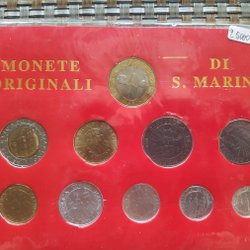 MONETE DI
ORIGINALI S. MARIN